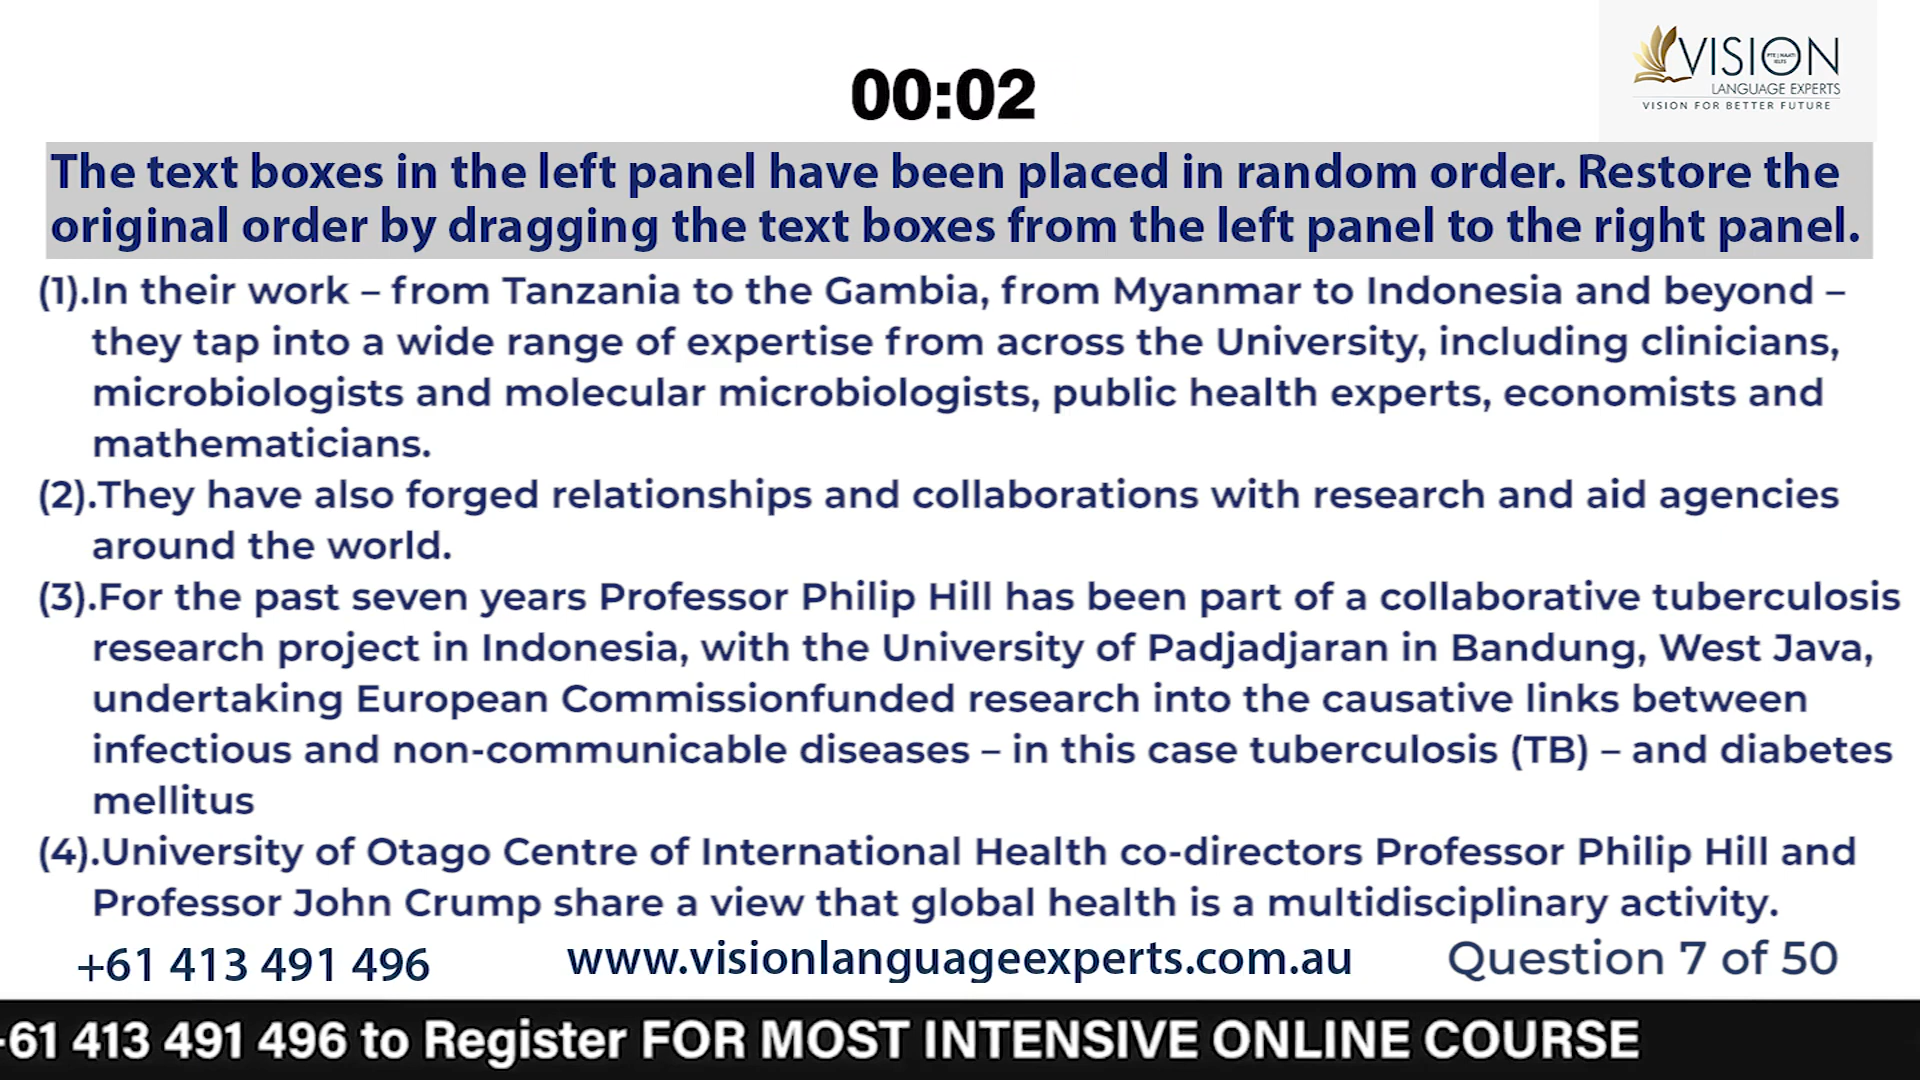 VISION
PTE | NAATI
IELTS
LANGUAGE EXPERTS
VISION FOR BETTER FUTURE
00:02
The text boxes in the left panel have been placed in random order. Restore the
original order by dragging the text boxes from the left panel to the right panel.
(1).In their work – from Tanzania to the Gambia, from Myanmar to Indonesia and beyond –
they tap into a wide range of expertise from across the University, including clinicians,
microbiologists and molecular microbiologists, public health experts, economists and
mathematicians.
(2).They have also forged relationships and collaborations with research and aid agencies
around the world.
(3).For the past seven years Professor Philip Hill has been part of a collaborative tuberculosis
research project in Indonesia, with the University of Padjadjaran in Bandung, West Java,
undertaking European Commissionfunded research into the causative links between
infectious and non-communicable diseases – in this case tuberculosis (TB) – and diabetes
mellitus
(4).University of Otago Centre of International Health co-directors Professor Philip Hill and
Professor John Crump share a view that global health is a multidisciplinary activity.
+61 413 491 496
www.visionlanguageexperts.com.au
Question 7 of 50
+61 413 491 496 to Register FOR MOST INTENSIVE ONLINE COURSE